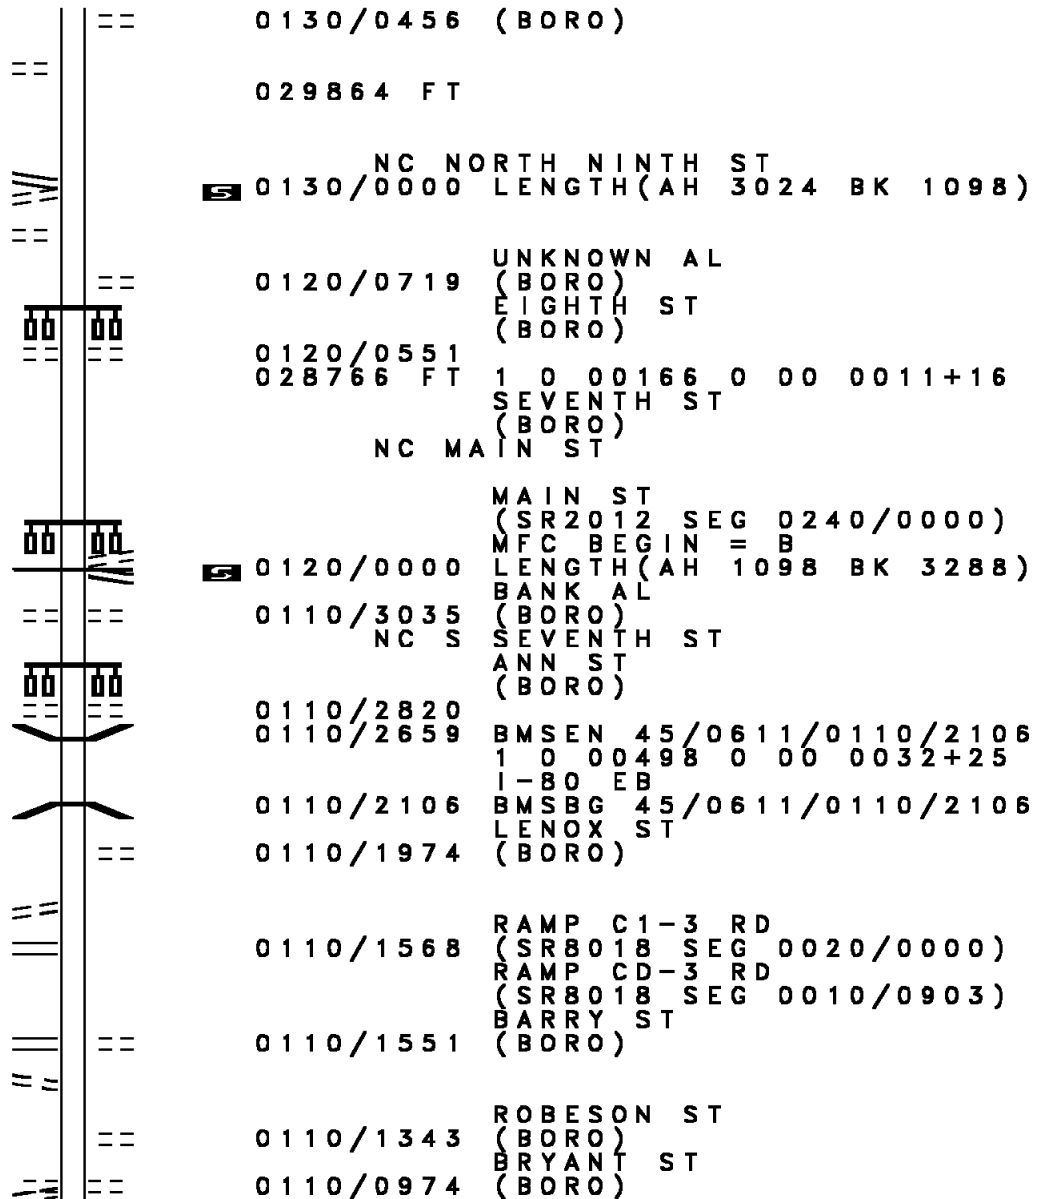 0130/0456 (BORO)
029864 FT
NC NORTH NINTH ST
S 0130/0000 LENGTH(AH 3024 BK 1098)
UNKNOWN AL
0120/0719 (BORO)
EIGHTH ST
(BORO)
0120/0551
028766 FT 1 0 00166 0 00 0011+16
SEVENTH ST
(BORO)
NC MAIN ST
MAIN ST
(SR2012 SEG 0240/0000)
MFC BEGIN = B
S 0120/0000 LENGTH(AH 1098 BK 3288)
BANK AL
0110/3035 (BORO)
NC S SEVENTH ST
ANN ST
(BORO)
0110/2820
0110/2659 BMSEN 45/0611/0110/2106
1 0 00498 0 00 0032+25
I-80 EB
0110/2106 BMSBG 45/0611/0110/2106
LENOX ST
0110/1974 (BORO)
RAMP C1-3 RD
0110/1568 (SR8018 SEG 0020/0000)
RAMP CD-3 RD
(SR8018 SEG 0010/0903)
BARRY ST
0110/1551 (BORO)
ROBESON ST
0110/1343 (BORO)
BRYANT ST
0110/0974 (BORO)